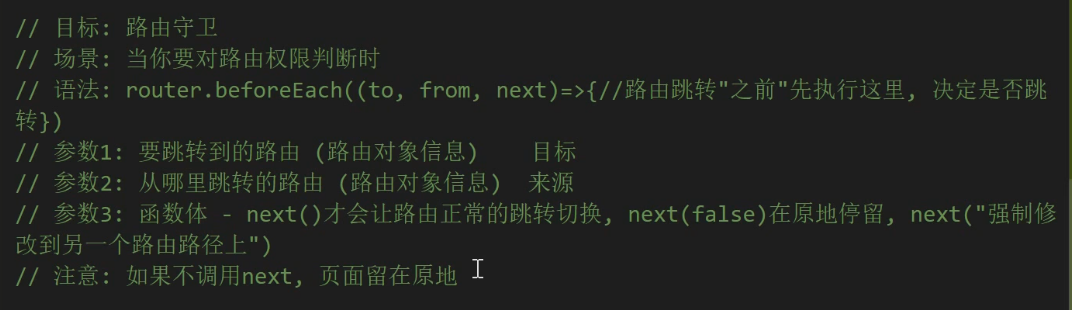 // 目标: 路由守卫
// 场景: 当你要对路由权限判断时
// 语法: router.beforeEach((to, from, next)=>{//路由跳转"之前"先执行这里, 决定是否跳
转})
// 参数1: 要跳转到的路由 (路由对象信息)    目标
// 参数2: 从哪里跳转的路由 (路由对象信息)  来源
// 参数3: 函数体 - next()才会让路由正常的跳转切换, next(false)在原地停留, next("强制修
改到另一个路由路径上")
// 注意: 如果不调用next, 页面留在原地